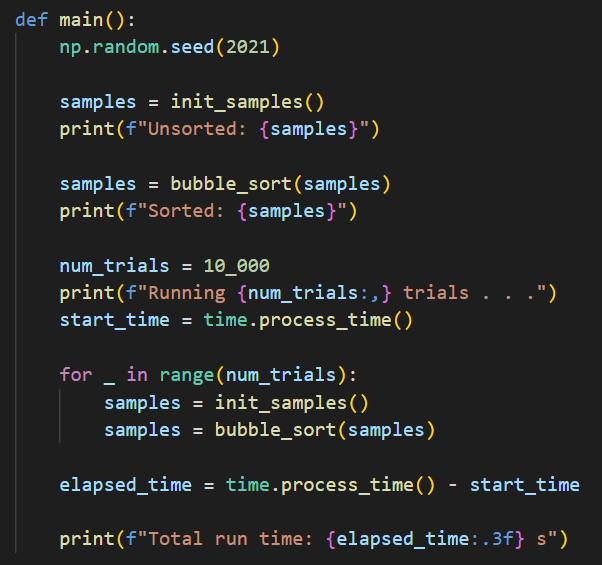 def main():
    np.random.seed(2021)

    samples = init_samples()
    print(f"Unsorted: {samples}")

    samples = bubble_sort(samples)
    print(f"Sorted: {samples}")

    num_trials = 10_000
    print(f"Running {num_trials:,} trials . . .")
    start_time = time.process_time()

    for _ in range(num_trials):
        samples = init_samples()
        samples = bubble_sort(samples)

    elapsed_time = time.process_time() - start_time

    print(f"Total run time: {elapsed_time:.3f} s")